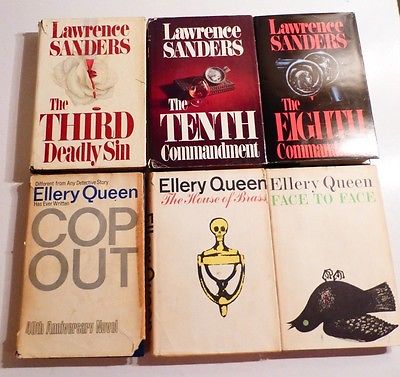 Lawrence
SANDERS
The
THIRD
Deadly Sin
Lawrence
SANDERS
The
TENTH
Commandment
Lawrence
SANDERS
The
EIGHTH
Comman
Different from Any Detective Story
Ellery Queen
Has Ever Written
COP
OUT
40th Anniversary Novel
Ellery Queen
The House of Brass
Ellery Queen
FACE TO FACE